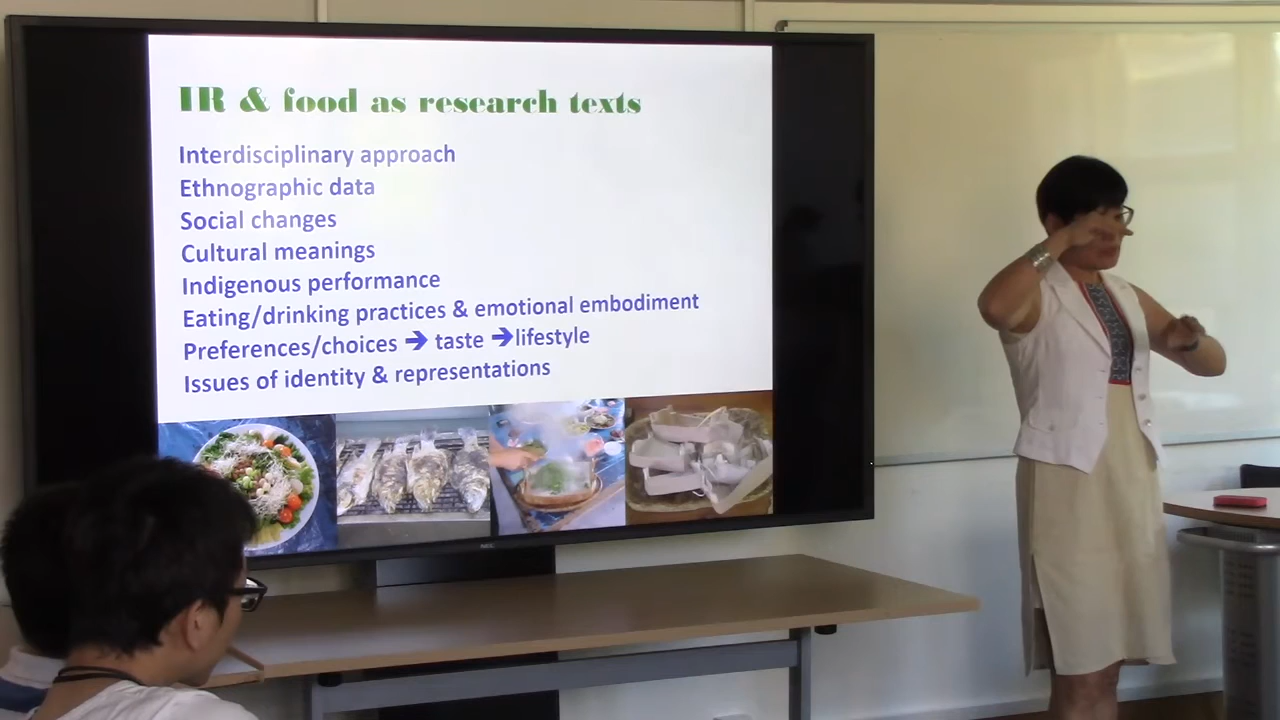 IR & food as research texts
Interdisciplinary approach
Ethnographic data
Social changes
Cultural meanings
Indigenous performance
Eating/drinking practices & emotional embodiment
Preferences/choices ➔ taste ➔lifestyle
Issues of identity & representations
NEC